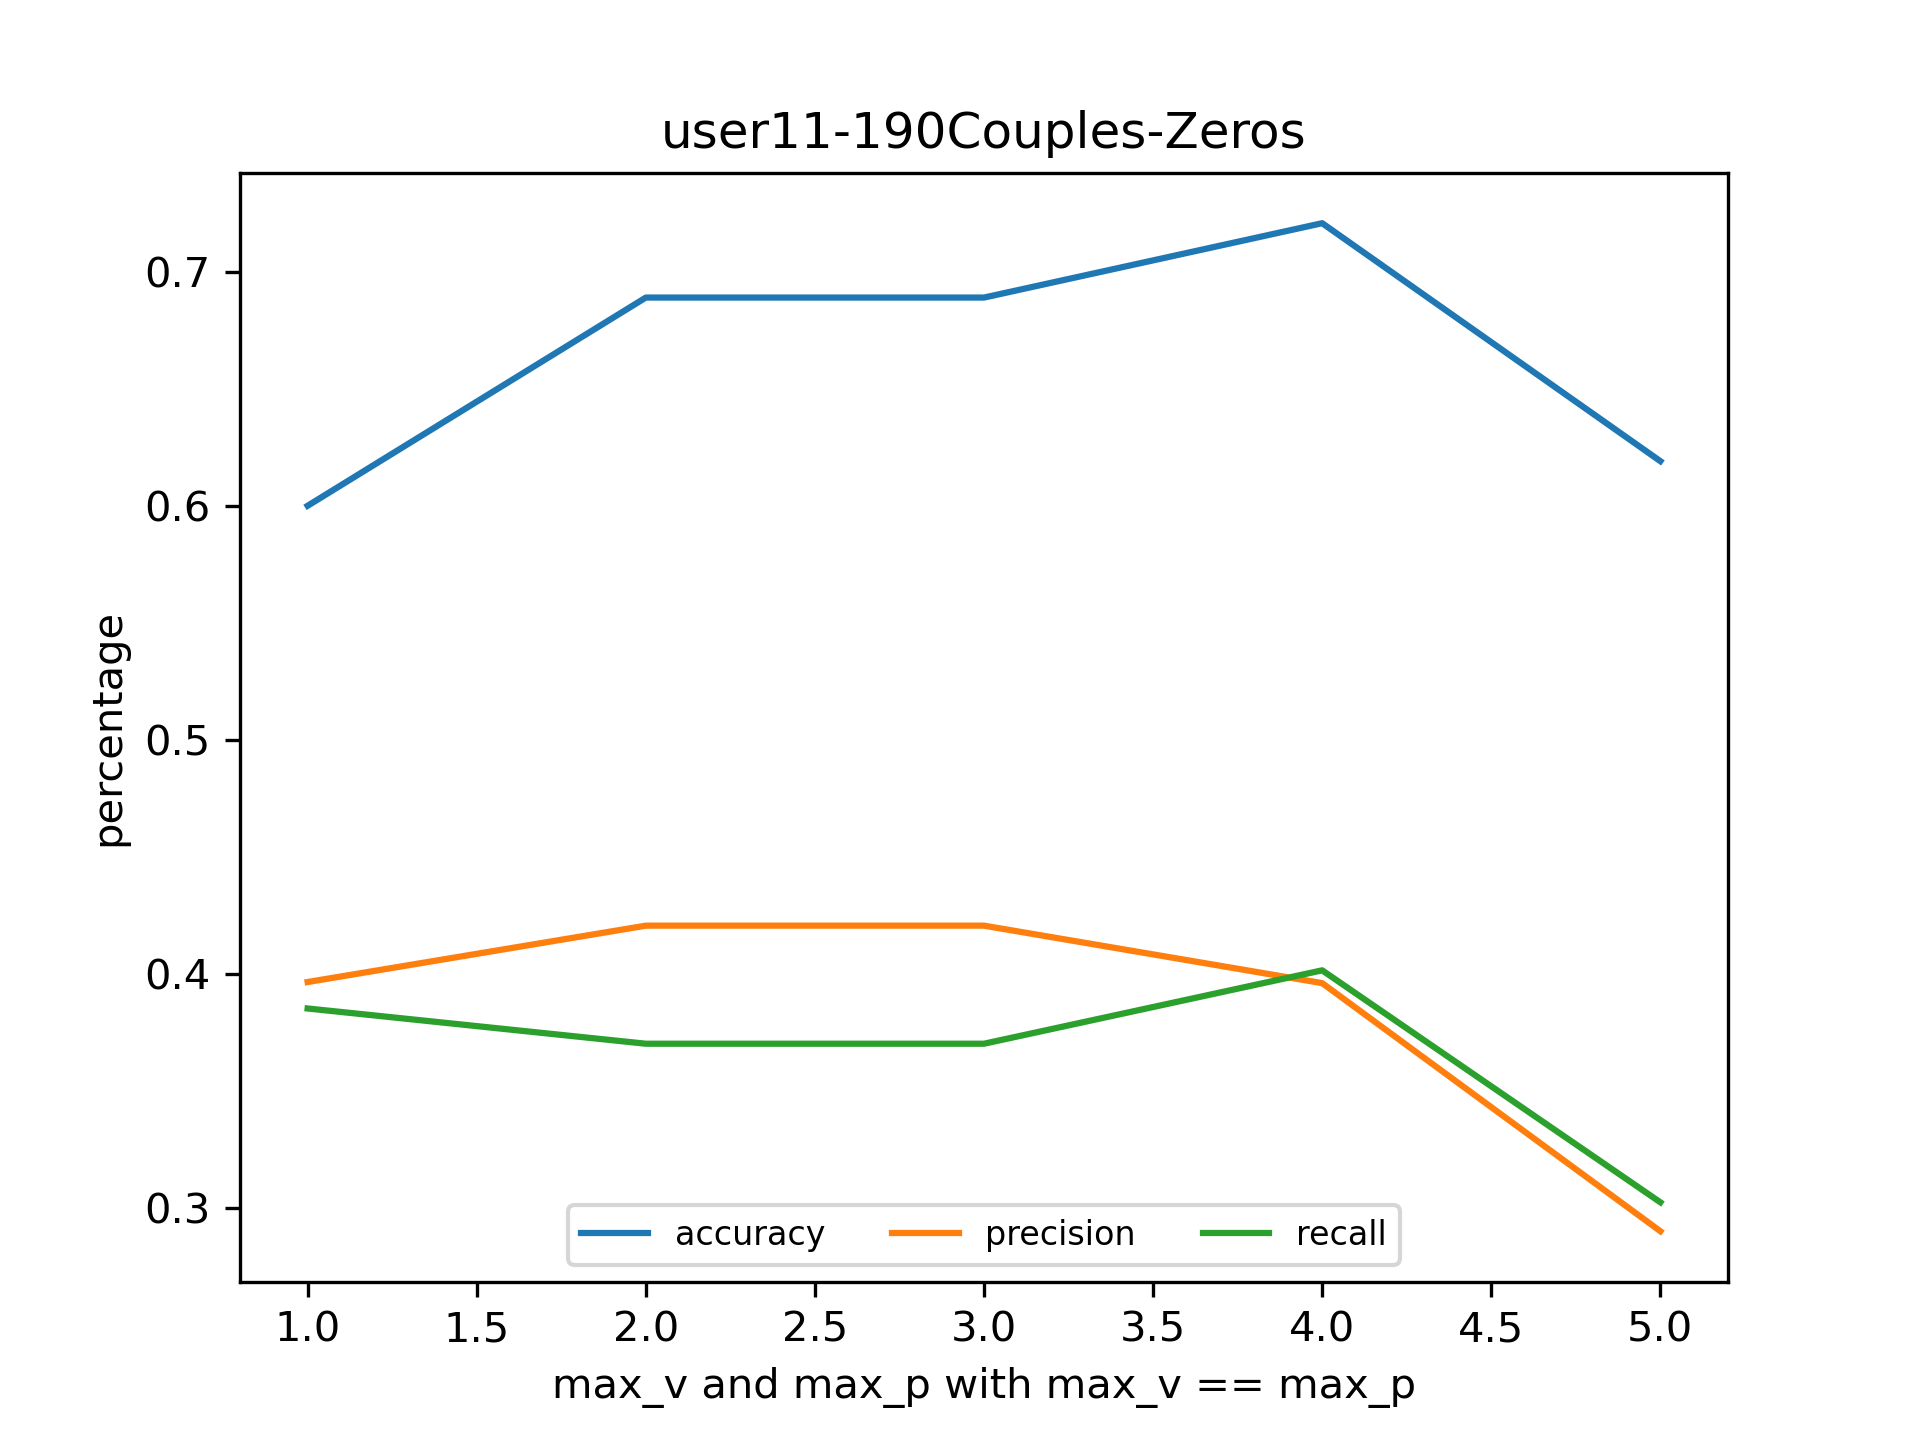 user11-190Couples-Zeros
percentage
0.7
0.6
0.5
0.4
0.3
accuracy precision recall
1.0 1.5 2.0 2.5 3.0 3.5 4.0 4.5 5.0
max_v and max_p with max_v == max_p